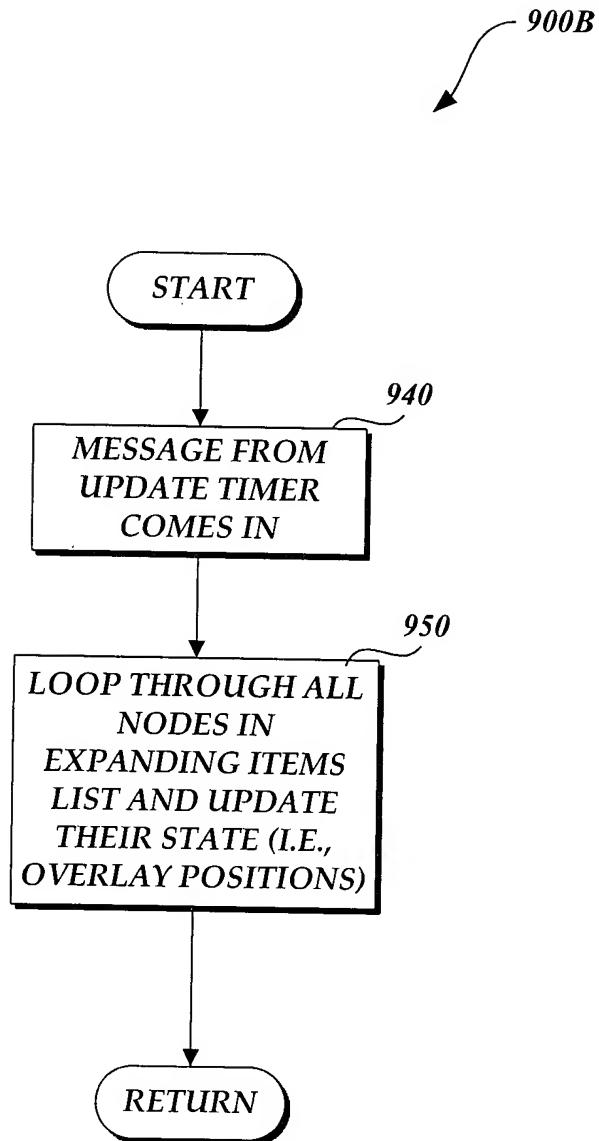 900B
START
940
MESSAGE FROM
UPDATE TIMER
COMES IN
950
LOOP THROUGH ALL
NODES IN
EXPANDING ITEMS
LIST AND UPDATE
THEIR STATE (I.E.,
OVERLAY POSITIONS)
RETURN